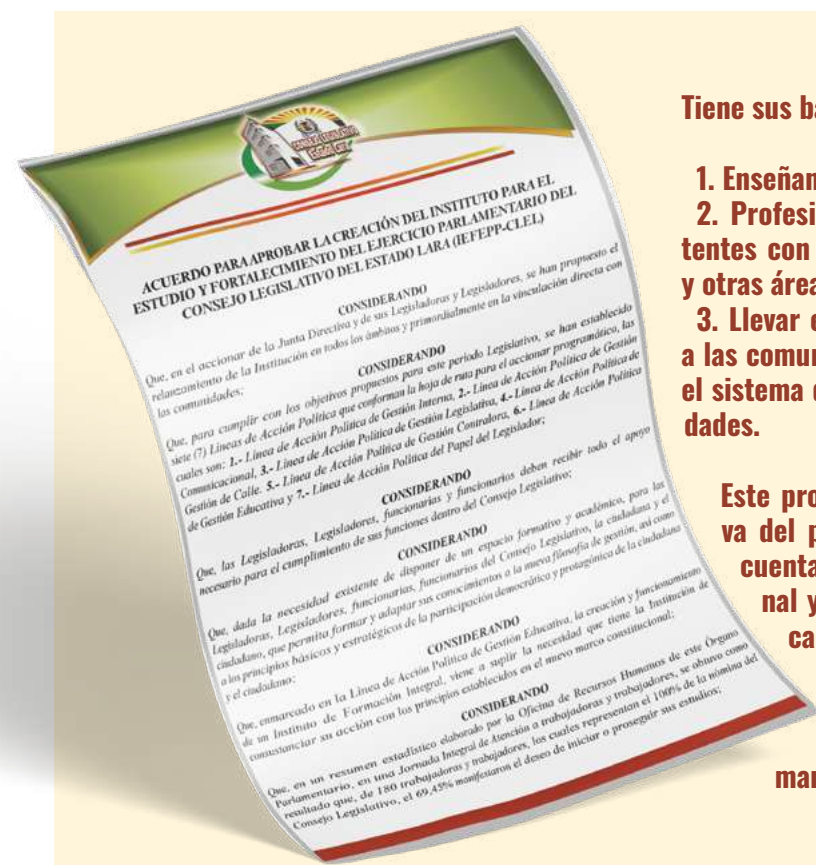 CONSEJO LEGISLATIVO
ACUERDO PARA APROBAR LA CREACIÓN DEL INSTITUTO PARA EL
ESTUDIO Y FORTALECIMIENTO DEL EJERCICIO PARLAMENTARIO DEL
CONSEJO LEGISLATIVO DEL ESTADO LARA (IEFEPP-CLEL)
CONSIDERANDO
Que, en el accionar de la Junta Directiva y de sus Legisladoras y Legisladores, se han propuesto el
relanzamiento de la Institución en todos los ámbitos y primordialmente en la vinculación directa con
las comunidades;
CONSIDERANDO
Que, para cumplir con los objetivos propuestos para este periodo Legislativo, se han establecido
siete (7) Lineas de Acción Política que conforman la hoja de ruta para el accionar programático, las
cuales son: 1.- Línea de Acción Política de Gestión Interna, 2.- Línea de Acción Política de Gestión
Comunicacional, 3.- Línea de Acción Política de Gestión Legislativa, 4.- Línea de Acción Política de
Gestión de Calle. 5.- Línea de Acción Política de Gestión Contralora, 6.- Línea de Acción Política
de Gestión Educativa y 7.- Línea de Acción Política del Papel del Legislador;
CONSIDERANDO
Que, las Legisladoras, Legisladores, funcionarias y funcionarios deben recibir todo el apoyo
necesario para el cumplimiento de sus funciones dentro del Consejo Legislativo;
CONSIDERANDO
Que, dada la necesidad existente de disponer de un espacio formativo y académico, para las
Legisladoras, Legisladores, funcionarias, funcionarios del Consejo Legislativo, la ciudadana y el
ciudadano, que permita formar y adaptar sus conocimientos a la nueva filosofía de gestión, así como
a los principios básicos y estratégicos de la participación democrática y protagónica de la ciudadana
y el ciudadano;
CONSIDERANDO
Que, enmarcado en la Línea de Acción Política de Gestión Educativa, la creación y funcionamiento
de un Instituto de Formación Integral, viene a suplir la necesidad que tiene la Institución de
consustanciar su acción con los principios establecidos en el nuevo marco constitucional;
CONSIDERANDO
Que, en un resumen estadístico elaborado por la Oficina de Recursos Humanos de este Órgano
Parlamentario, en una Jornada Integral de Atención a trabajadoras y trabajadores, se obtuvo como
resultado que, de 180 trabajadoras y trabajadores, los cuales representan el 100% de la nómina del
Consejo Legislativo, el 69,45% manifestaron el deseo de iniciar o proseguir sus estudios;
Tiene sus ba
1. Enseñan
2. Profesi
tentes con
y otras área
3. Llevar e
a las comun
el sistema d
dades.
Este pro
va del p
cuenta
nal y
ca
mar